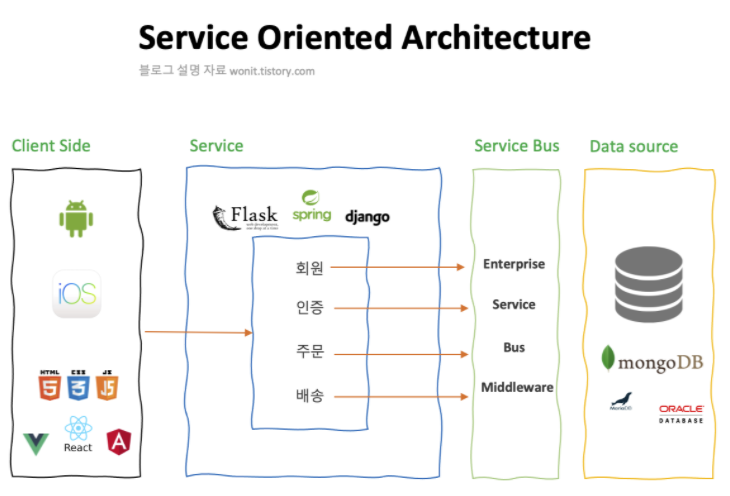 Service Oriented Architecture
블로그 설명 자료 wonit.tistory.com
Client Side
Service
Service Bus
Data source
iOS
HTML
CSS
JS
5
3
JS
React
A
Flask
web development,
one drop at a time
spring
django
회원
인증
주문
배송
Enterprise
Service
Bus
Middleware
mongoDB
MariaDB
ORACLE
DATABASE